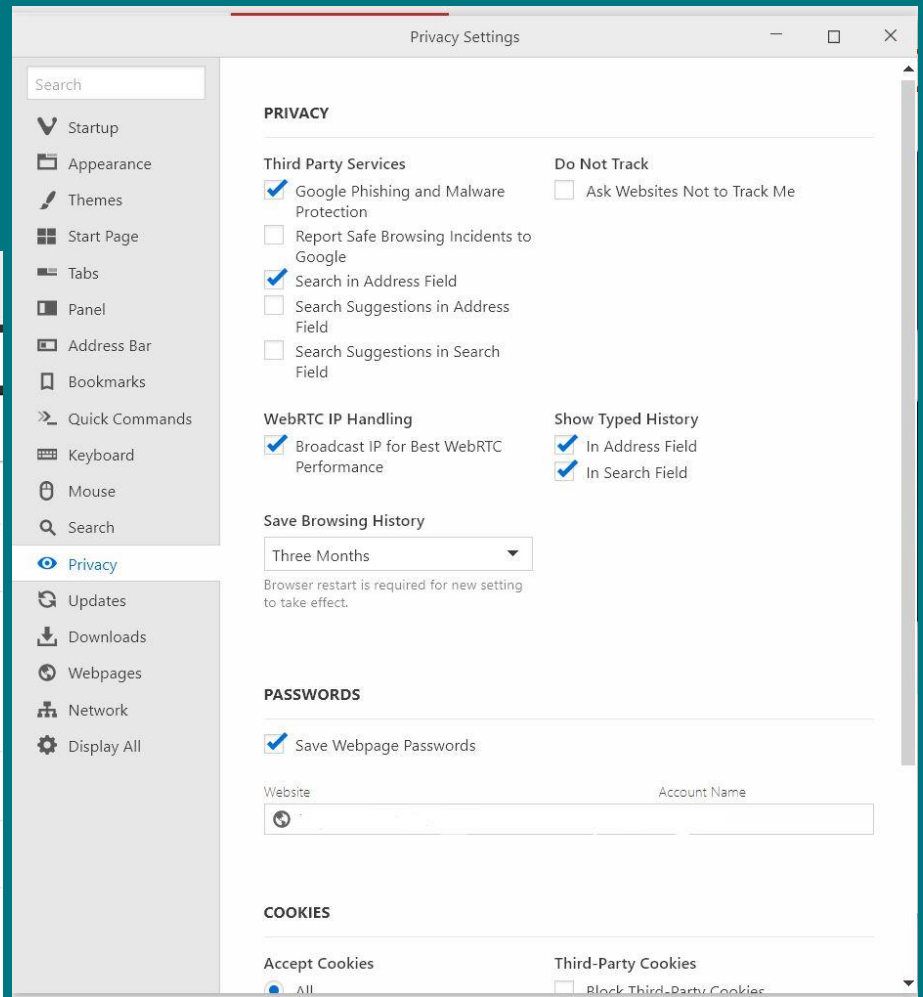 Privacy Settings
Search
Startup
Appearance
Themes
Start Page
Tabs
Panel
Address Bar
Bookmarks
Quick Commands
Keyboard
Mouse
Search
Privacy
Updates
Downloads
Webpages
Network
Display All
PRIVACY
Third Party Services
Google Phishing and Malware
Protection
Report Safe Browsing Incidents to
Google
Search in Address Field
Search Suggestions in Address
Field
Search Suggestions in Search
Field
Do Not Track
Ask Websites Not to Track Me
WebRTC IP Handling
Broadcast IP for Best WebRTC
Performance
Show Typed History
In Address Field
In Search Field
Save Browsing History
Three Months
Browser restart is required for new setting
to take effect.
PASSWORDS
Save Webpage Passwords
Website
Account Name
COOKIES
Accept Cookies
All
Third-Party Cookies
Block Third-Party Cookies